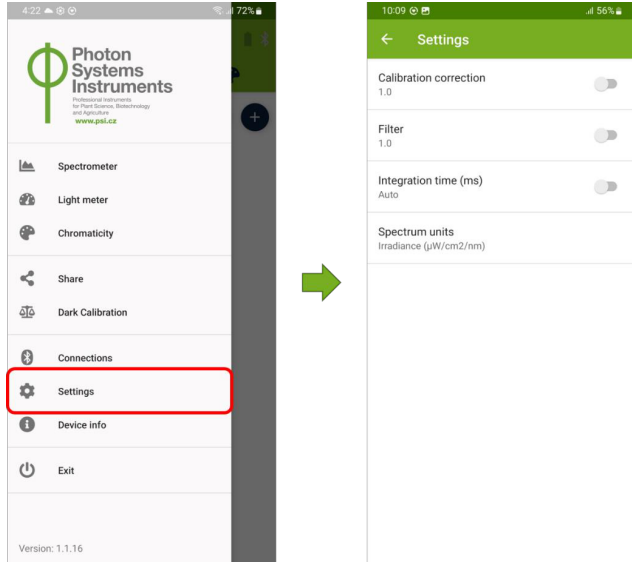 4:22
72%
Photon
Systems
Instruments
Professional Instruments
for Plant Science, Biotechnology
and Agriculture
www.psi.cz
Spectrometer
Light meter
Chromaticity
Share
Dark Calibration
Connections
Settings
Device info
Exit
Version: 1.1.16
10:09
56%
Settings
Calibration correction
1.0
Filter
1.0
Integration time (ms)
Auto
Spectrum units
Irradiance (µW/cm2/nm)